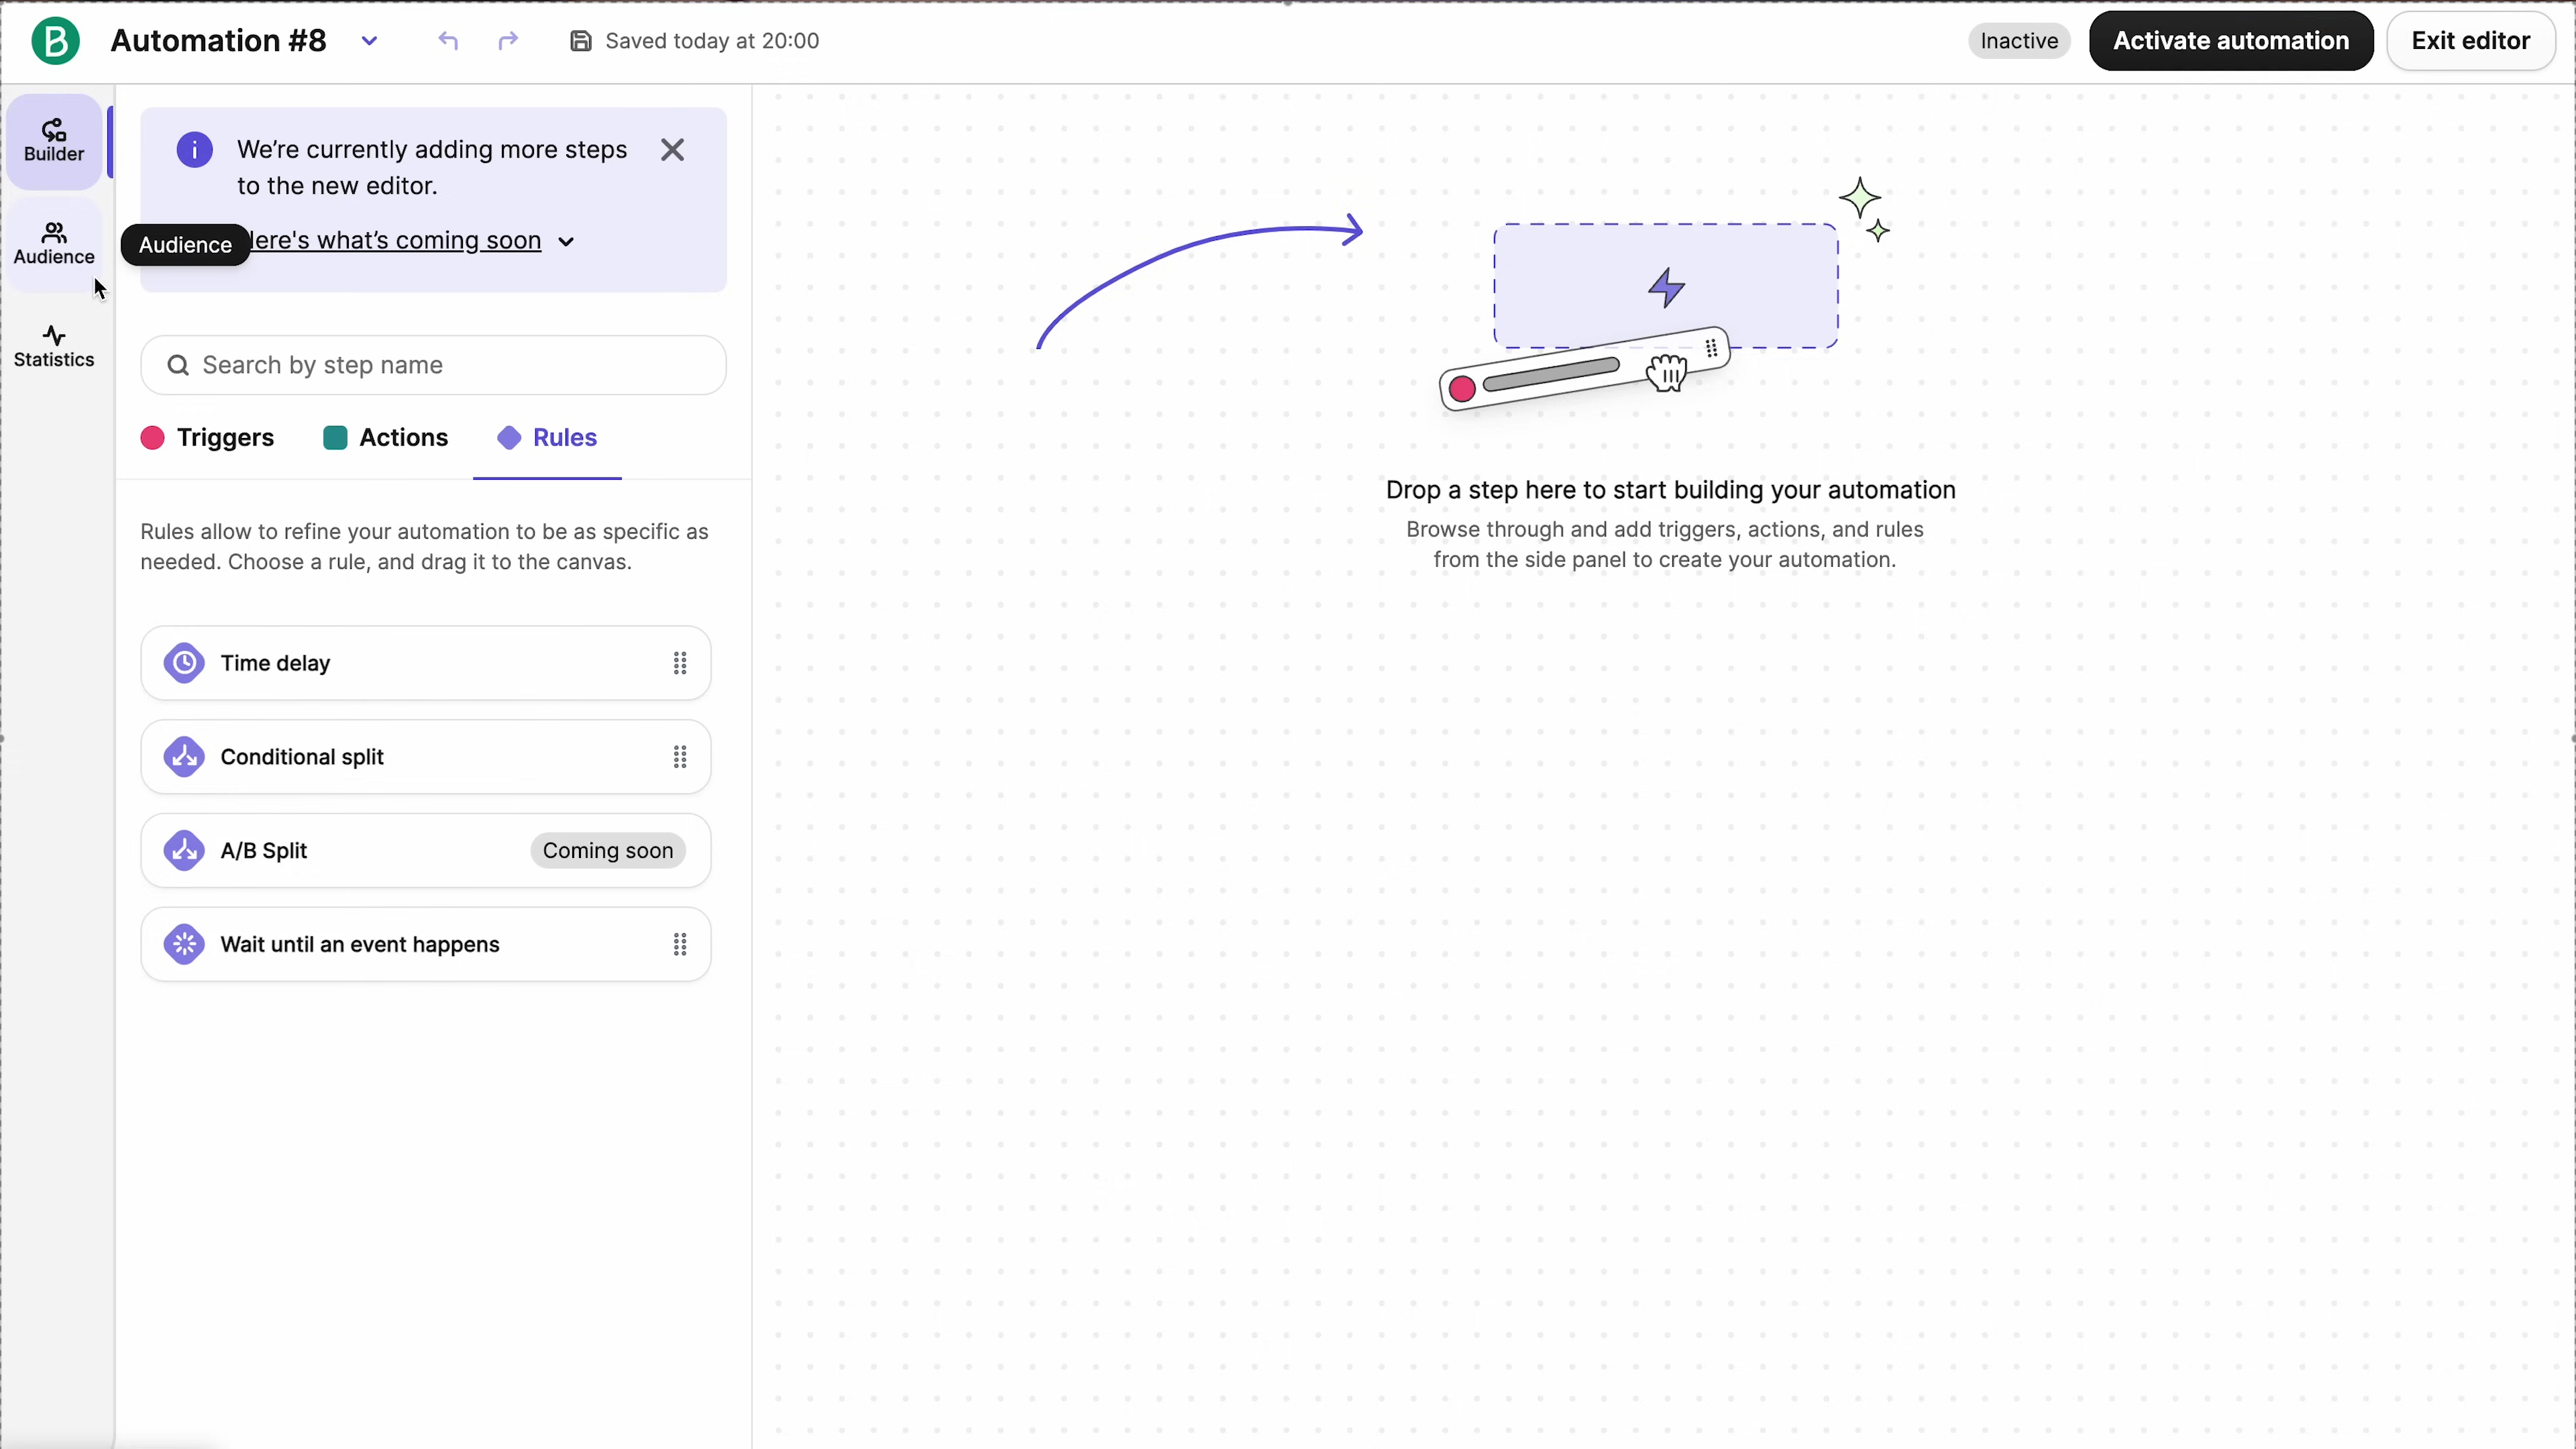 B
Automation #8
Saved today at 20:00
Inactive
Activate automation
Exit editor
Builder
Audience
Statistics
Audience
We’re currently adding more steps
to the new editor.
what’s coming soon
Search by step name
Triggers
Actions
Rules
Rules allow to refine your automation to be as specific as
needed. Choose a rule, and drag it to the canvas.
Time delay
Conditional split
A/B Split
Coming soon
Wait until an event happens
Drop a step here to start building your automation
Browse through and add triggers, actions, and rules
from the side panel to create your automation.